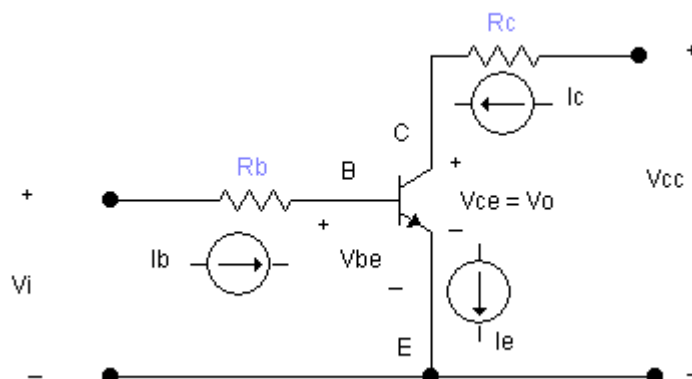 Rc
+
Ic
C
Rb
B
+
Vcc
+
Vce = Vo
+
–
Ib
Vbe
Vi
–
Ie
E
–
–